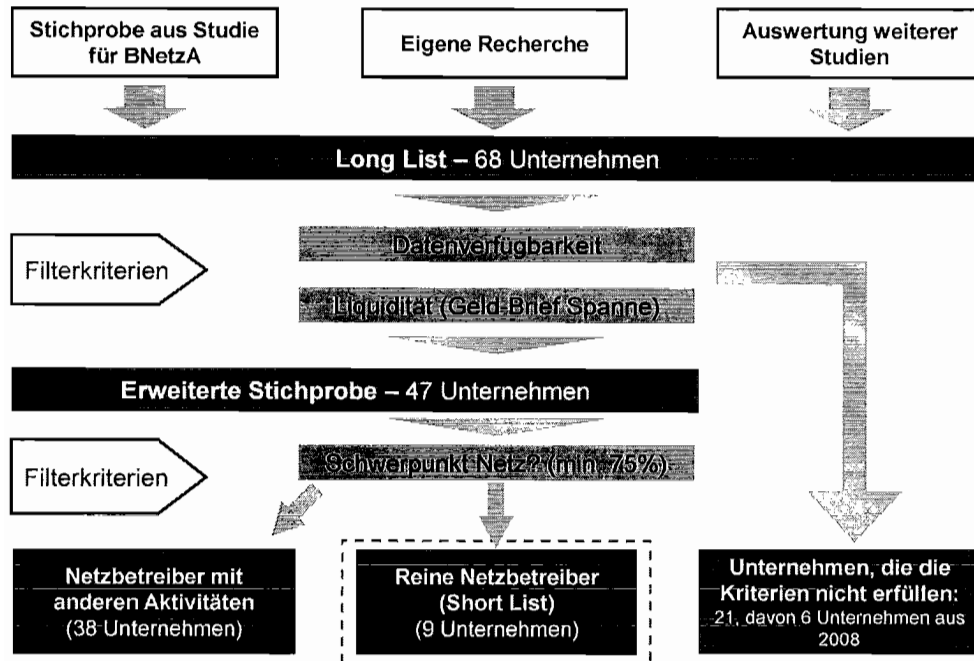 Stichprobe aus Studie
für BNetzA
Eigene Recherche
Auswertung weiterer
Studien
Long List – 68 Unternehmen
Filterkriterien
Datenverfügbarkeit
Liquidität (Geld-Brief Spanne)
Erweiterte Stichprobe – 47 Unternehmen
Filterkriterien
Schwerpunkt Netz? (min. 75%)
Netzbetreiber mit
anderen Aktivitäten
(38 Unternehmen)
Reine Netzbetreiber
(Short List)
(9 Unternehmen)
Unternehmen, die die
Kriterien nicht erfüllen:
21, davon 6 Unternehmen aus
2008